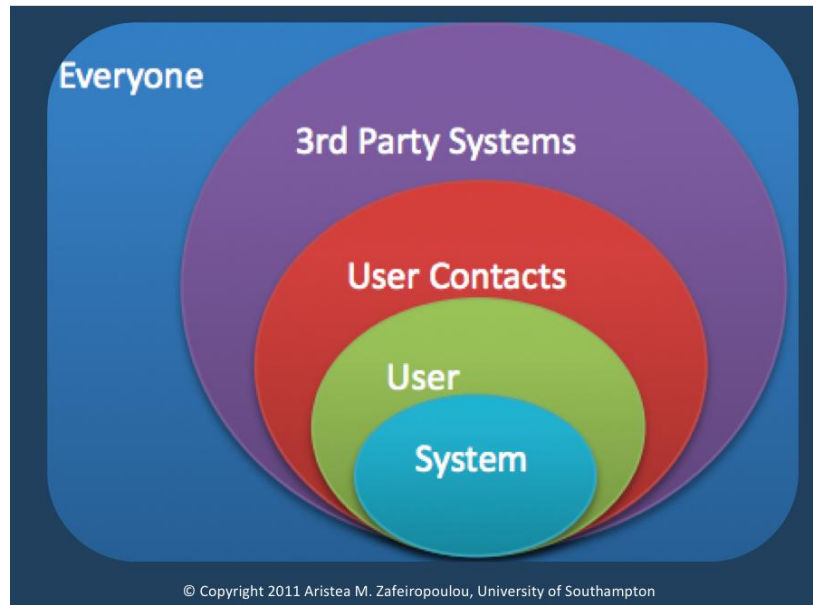 Everyone
3rd Party Systems
User Contacts
User
System
© Copyright 2011 Aristea M. Zafeiropoulou, University of Southampton